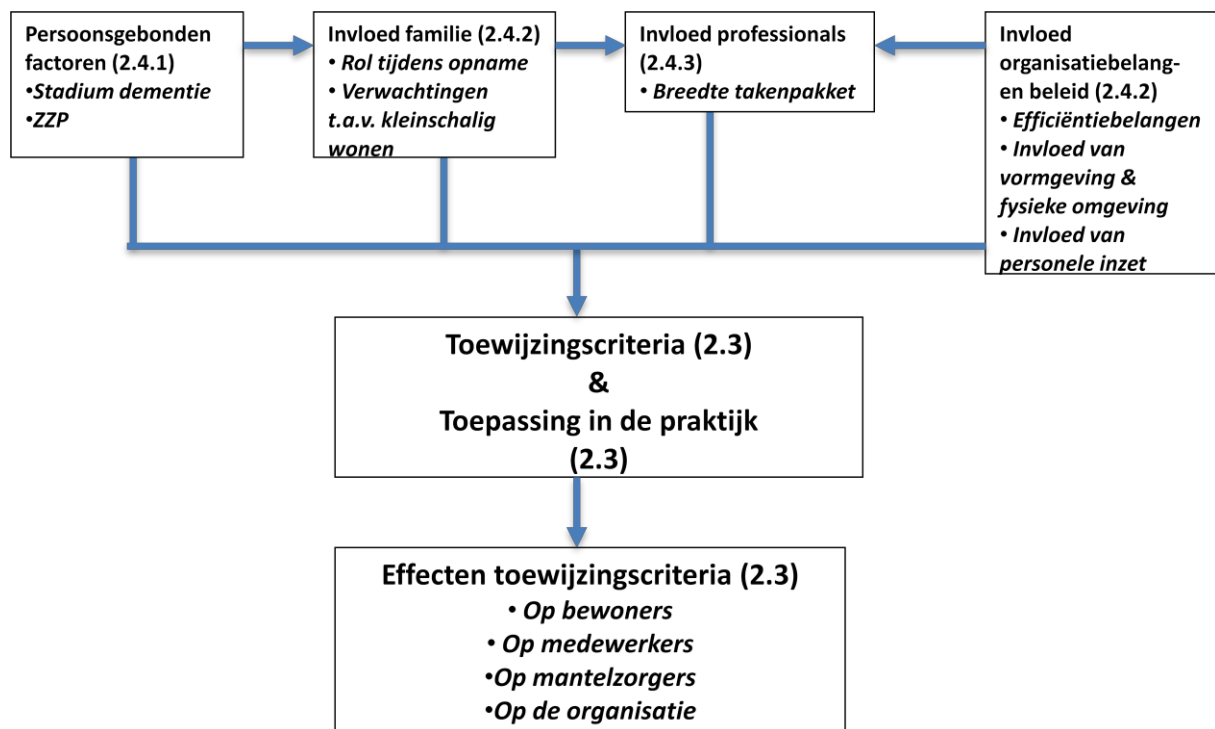 Persoonsgebonden
factoren (2.4.1)
•Stadium dementie
•ZZP
Invloed familie (2.4.2)
• Rol tijdens opname
• Verwachtingen
t.a.v. kleinschalig
wonen
Invloed professionals
(2.4.3)
• Breedte takenpakket
Invloed
organisatiebelang-
en beleid (2.4.2)
• Efficiëntiebelangen
• Invloed van
vormgeving &
fysieke omgeving
• Invloed van
personele inzet
Toewijzingscriteria (2.3)
&
Toepassing in de praktijk
(2.3)
Effecten toewijzingscriteria (2.3)
• Op bewoners
• Op medewerkers
•Op mantelzorgers
•Op de organisatie